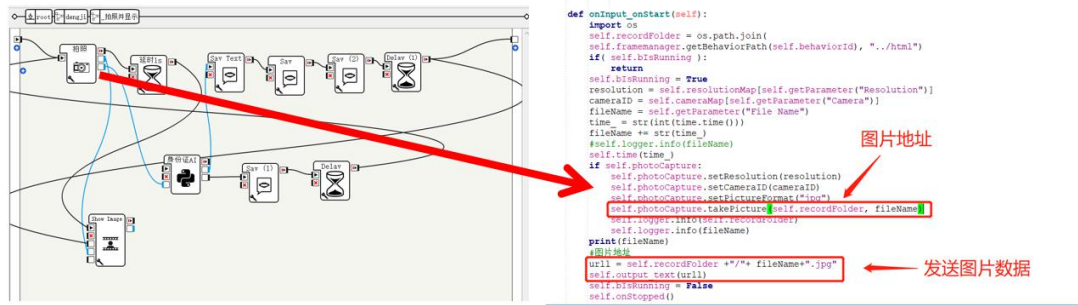 root
dengji
_拍照并显示
拍照
延时1s
Say Text
Say
Say (2)
Delay (1)
身份证AI
Say (1)
Delay
Show Image
def onInput_onStart(self):
import os
self.recordFolder = os.path.join(
self.framemanager.getBehaviorPath(self.behaviorId), "../html")
if( self.bIsRunning ):
return
self.bIsRunning = True
resolution = self.resolutionMap[self.getParameter("Resolution")]
cameraID = self.cameraMap[self.getParameter("Camera")]
fileName = self.getParameter("File Name")
time_ = str(int(time.time()))
fileName += str(time_)
#self.logger.info(fileName)
self.time(time_)
if self.photoCapture:
self.photoCapture.setResolution(resolution)
self.photoCapture.setCameraID(cameraID)
self.photoCapture.setPictureFormat("jpg")
self.photoCapture.takePicture(self.recordFolder, fileName)
self.logger.info(self.recordFolder)
self.logger.info(fileName)
print(fileName)
#图片地址
urll = self.recordFolder +"/"+ fileName+".jpg"
self.output_text(urll)
self.bIsRunning = False
self.onStopped()
图片地址
发送图片数据